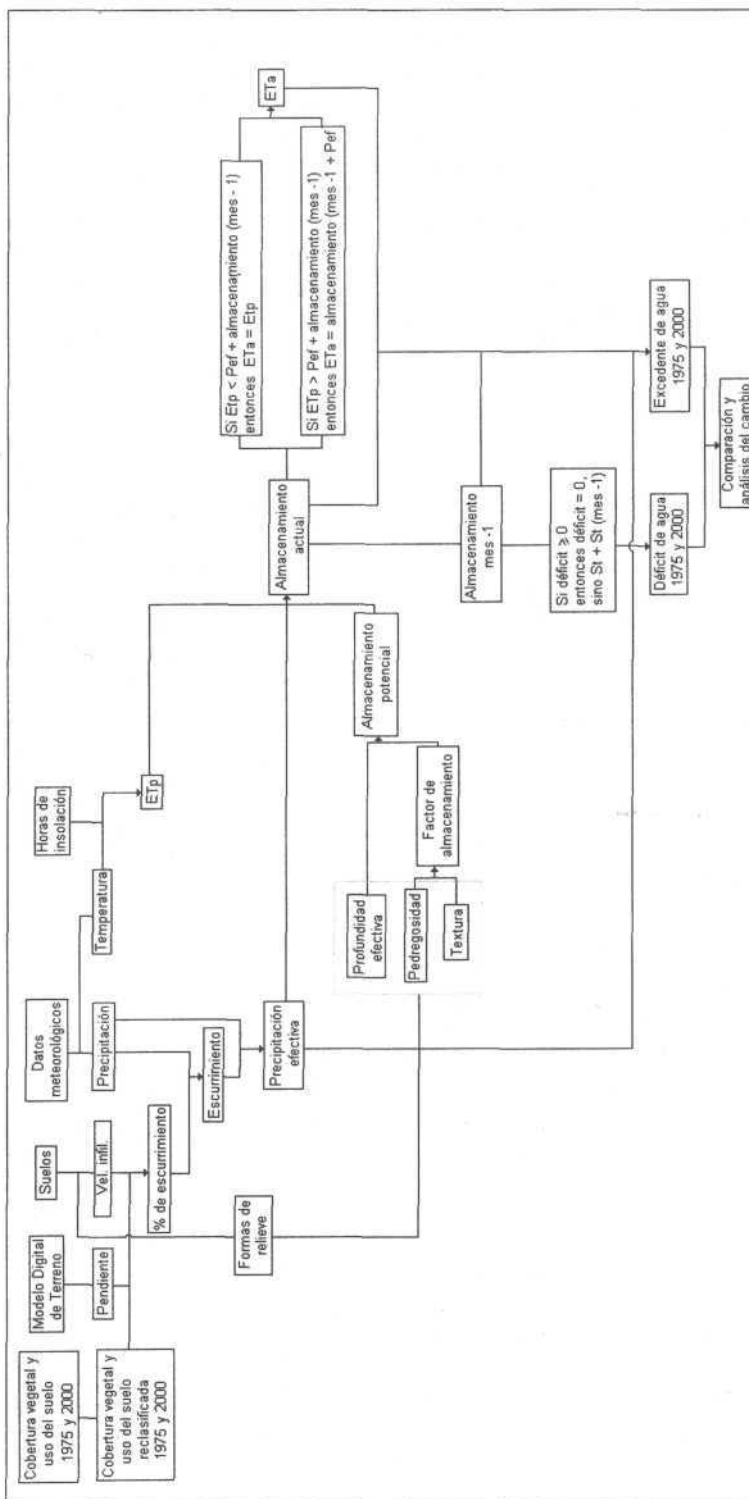 Cobertura vegetal y
uso del suelo
1975 y 2000
Cobertura vegetal y
uso del suelo
reclasificada
1975 y 2000
Modelo Digital
de Terreno
Pendiente
Suelos
Vel. infil.
% de escurrimiento
Formas de
relieve
Datos
meteorológicos
Precipitación
Escurrimiento
Precipitación
efectiva
Temperatura
Horas de
insolación
ETp
Profundidad
efectiva
Pedregosidad
Textura
Factor de
almacenamiento
Almacenamiento
potencial
Almacenamiento
actual
Almacenamiento
mes -1
Si déficit ≥ 0
entonces déficit = 0,
sino St + St (mes -1)
Déficit de agua
1975 y 2000
Si Etp < Pef + almacenamiento (mes - 1)
entonces ETa = Etp
Si ETp > Pef + almacenamiento (mes -1)
entonces ETa = almacenamiento (mes -1 + Pef
ETa
Excedente de agua
1975 y 2000
Comparación y
análisis del cambio